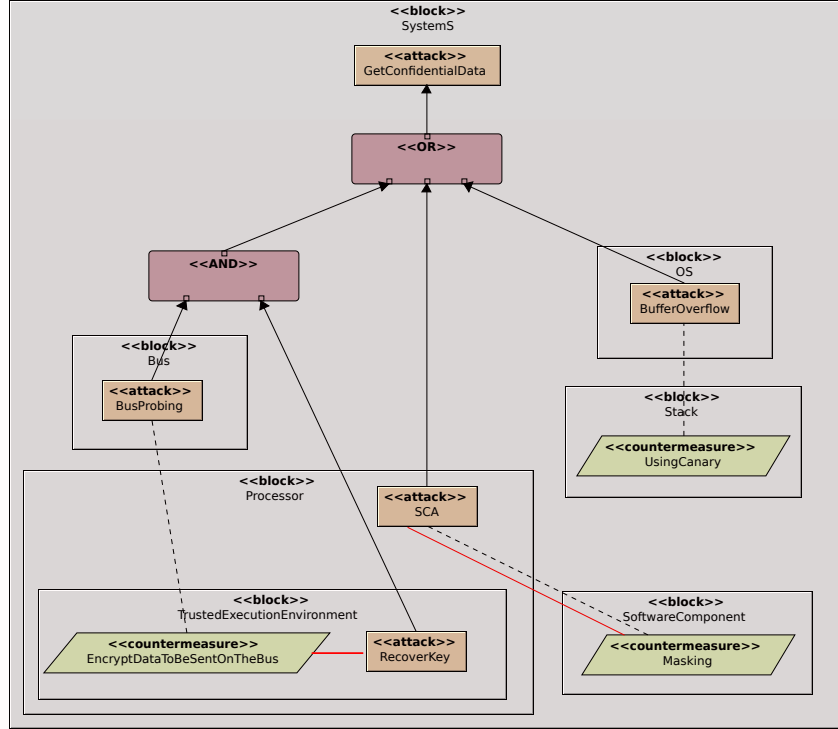 <<block>>
SystemS
<<attack>>
GetConfidentialData
<<OR>>
<<AND>>
<<block>>
OS
<<attack>>
BufferOverflow
<<block>>
Bus
<<attack>>
BusProbing
<<block>>
Stack
<<countermeasure>>
UsingCanary
<<block>>
Processor
<<attack>>
SCA
<<block>>
TrustedExecutionEnvironment
<<countermeasure>>
EncryptDataToBeSentOnTheBus
<<attack>>
RecoverKey
<<block>>
SoftwareComponent
<<countermeasure>>
Masking